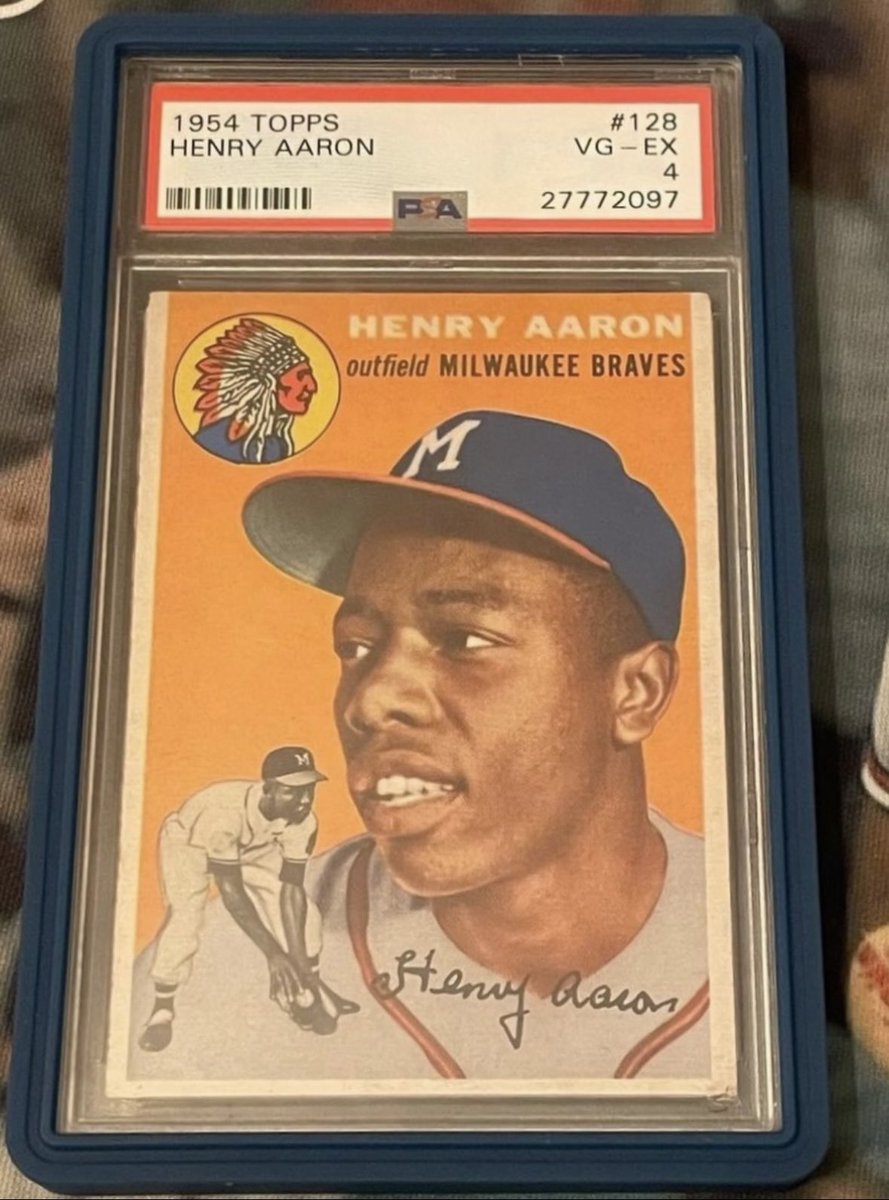 1954 TOPPS #128
HENRY AARON VG-EX
4
PSA 27772097
HENRY AARON
outfield MILWAUKEE BRAVES
M
M
Henry Aaron